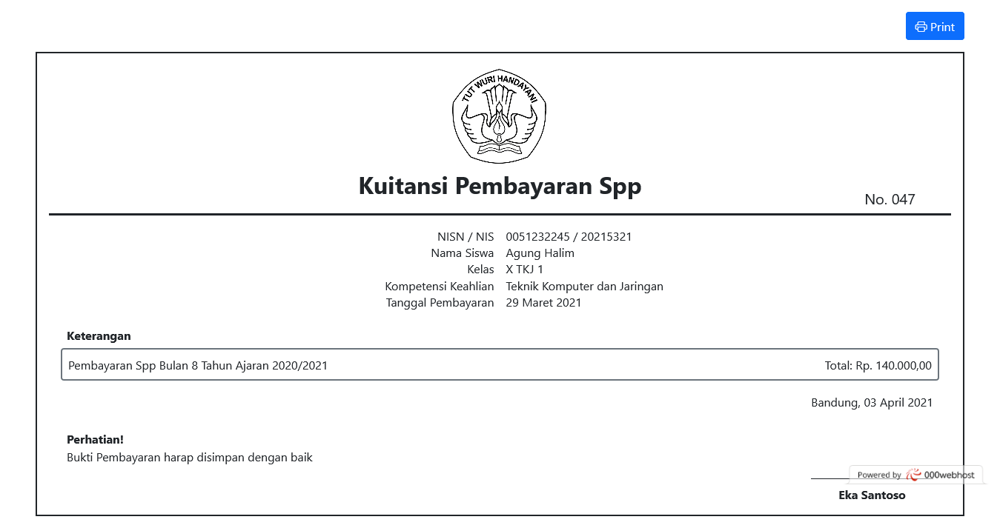 Print
TUT WURI HANDAYANI
Kuitansi Pembayaran Spp
No. 047
NISN / NIS 0051232245 / 20215321
Nama Siswa Agung Halim
Kelas X TKJ 1
Kompetensi Keahlian Teknik Komputer dan Jaringan
Tanggal Pembayaran 29 Maret 2021
Keterangan
Pembayaran Spp Bulan 8 Tahun Ajaran 2020/2021 Total: Rp. 140.000,00
Bandung, 03 April 2021
Perhatian!
Bukti Pembayaran harap disimpan dengan baik
Powered by 000webhost
Eka Santoso